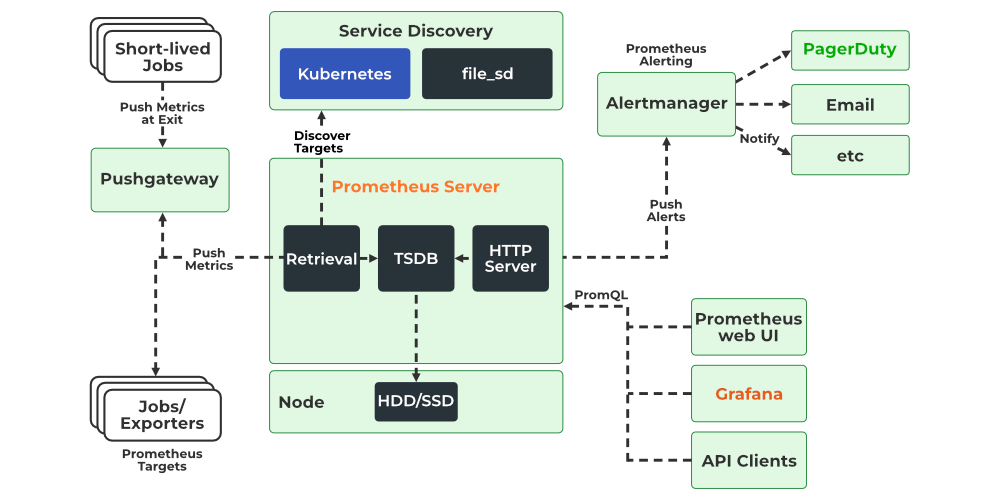 Short-lived
Jobs
Push Metrics
at Exit
Pushgateway
Push
Metrics
Jobs/
Exporters
Prometheus
Targets
Service Discovery
Kubernetes
file_sd
Discover
Targets
Prometheus Server
Retrieval
TSDB
HTTP
Server
Node
HDD/SSD
Prometheus
Alerting
Alertmanager
PagerDuty
Email
Notify
etc
Push
Alerts
PromQL
Prometheus
web UI
Grafana
API Clients